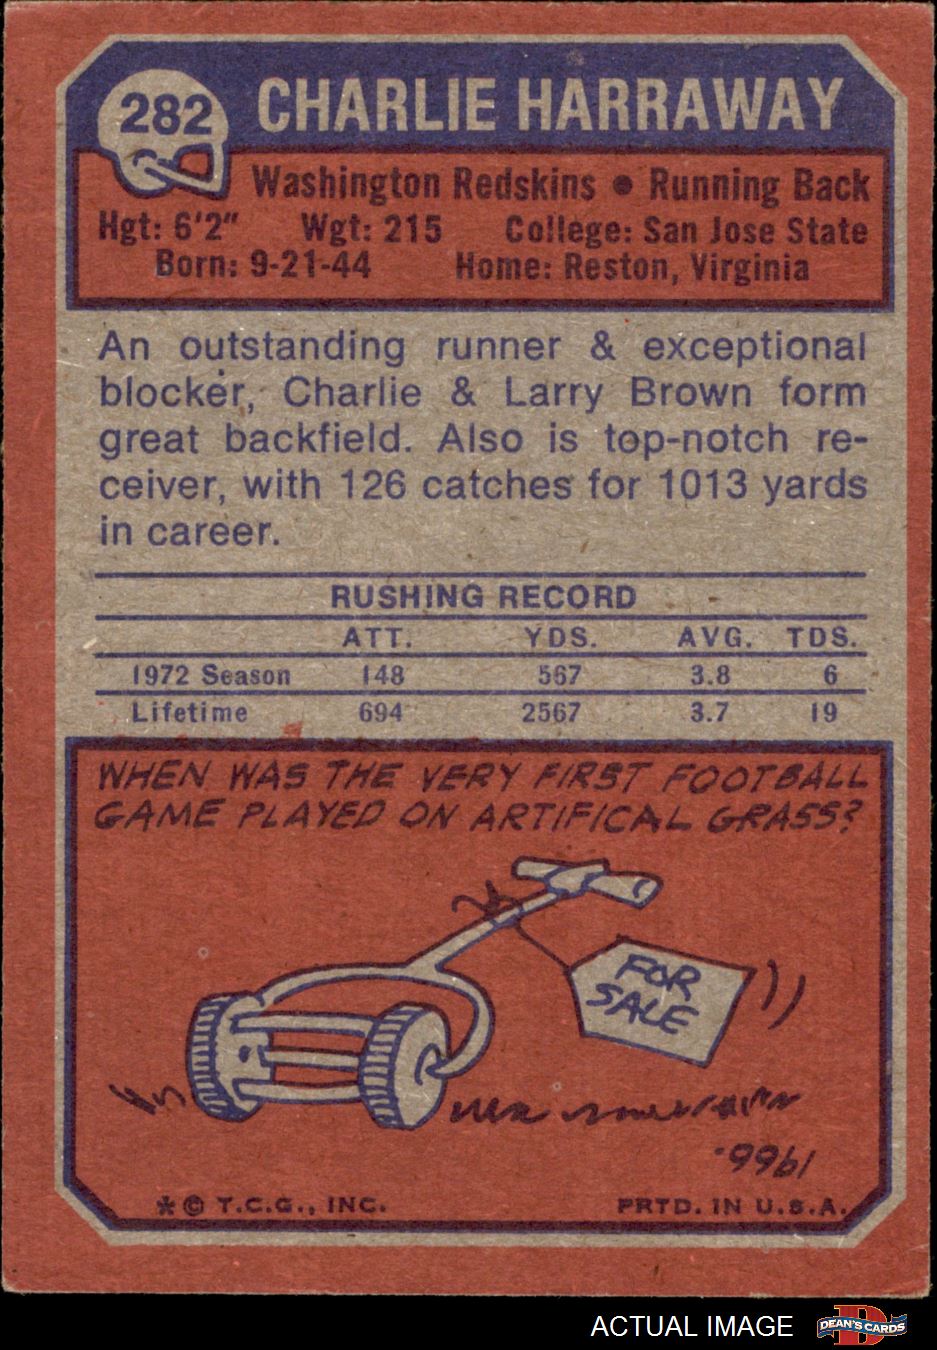 282
CHARLIE HARRAWAY
Washington Redskins • Running Back
Hgt: 6'2" Wgt: 215 College: San Jose State
Born: 9-21-44 Home: Reston, Virginia
An outstanding runner & exceptional
blocker, Charlie & Larry Brown form
great backfield. Also is top-notch re-
ceiver, with 126 catches for 1013 yards
in career.
RUSHING RECORD
ATT. YDS. AVG. TDS.
1972 Season 148 567 3.8 6
Lifetime 694 2567 3.7 19
WHEN WAS THE VERY FIRST FOOTBALL
GAME PLAYED ON ARTIFICAL GRASS?
FOR
SALE
1966.
* © T.C.G., INC. PRTD. IN U.S.A.
ACTUAL IMAGE
DEAN'S CARDS